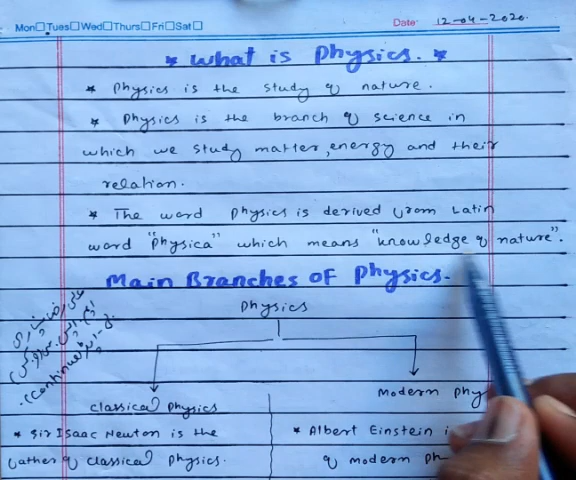 Mon Tues Wed Thurs Fri Sat
Date: 12-04-2020.
* What is Physics. *
* Physics is the study of nature.
* Physics is the branch of science in
which we study matter, energy and their
relation.
* The word Physics is derived from Latin
word "Physica" which means "knowledge of nature".
Main Branches of Physics.
Physics
(Continue)
classical Physics
Modern Phy
* Sir Isaac Newton is the
father of classical Physics.
* Albert Einstein i
of modern Ph